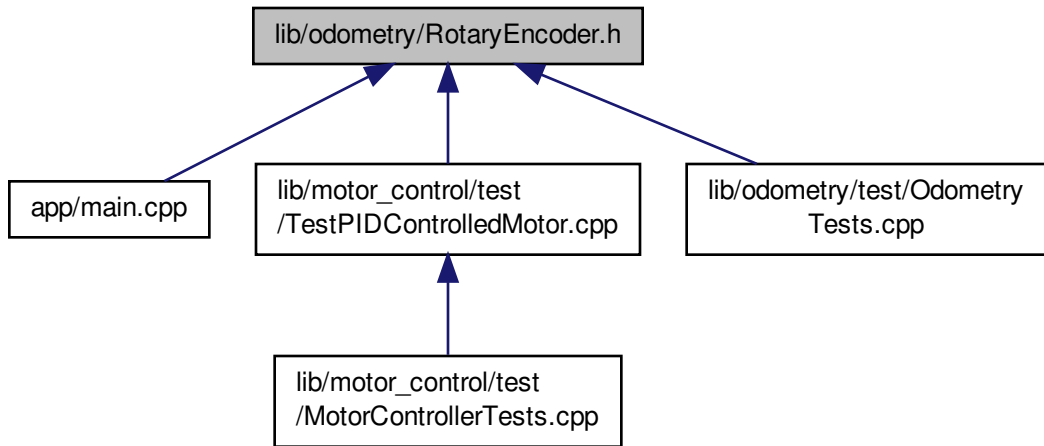 lib/odometry/RotaryEncoder.h
app/main.cpp
lib/motor_control/test
/TestPIDControlledMotor.cpp
lib/odometry/test/Odometry
Tests.cpp
lib/motor_control/test
/MotorControllerTests.cpp